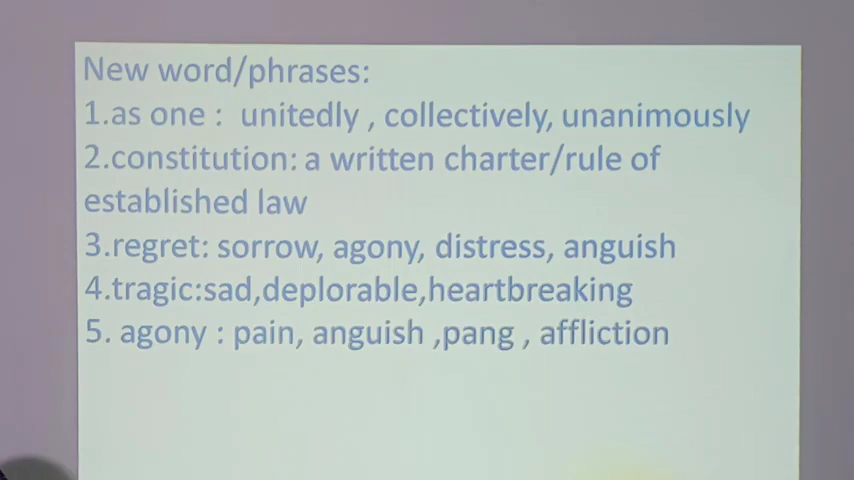 New word/phrases:
1.as one :  unitedly , collectively, unanimously
2.constitution: a written charter/rule of
established law
3.regret: sorrow, agony, distress, anguish
4.tragic:sad,deplorable,heartbreaking
5. agony : pain, anguish ,pang , affliction